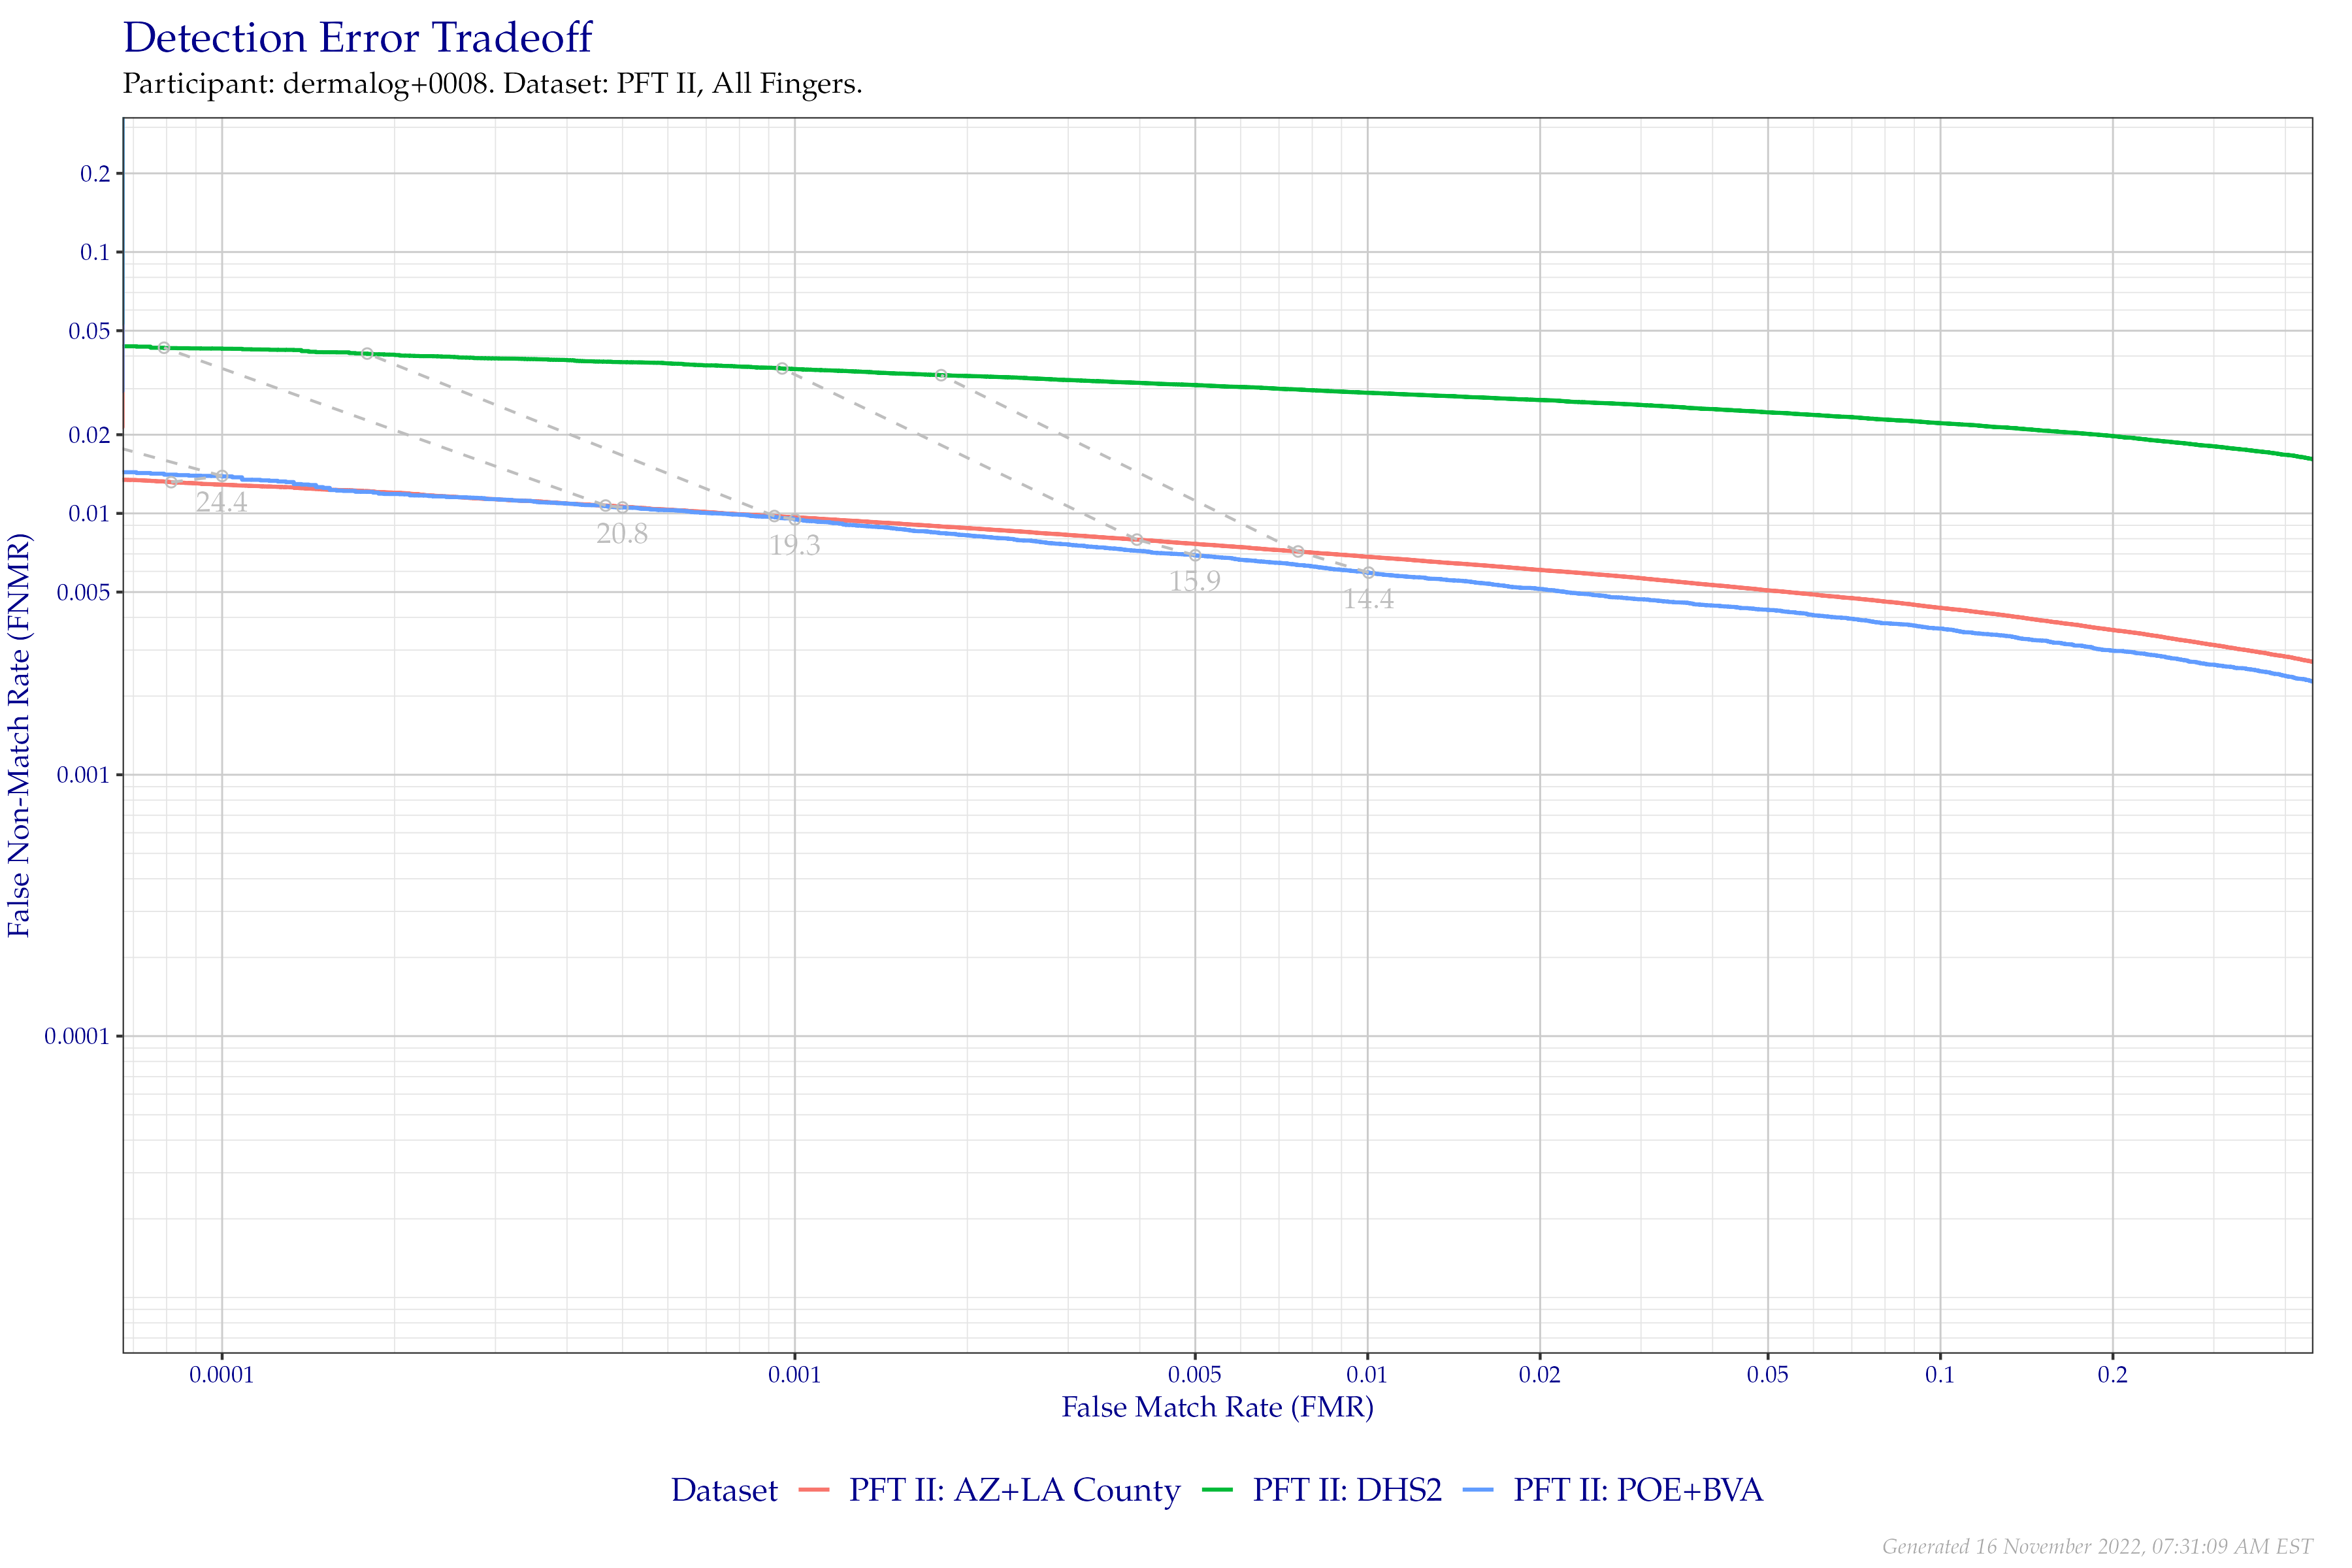 Detection Error Tradeoff
Participant: dermalog+0008. Dataset: PFT II, All Fingers.
False Non-Match Rate (FNMR)
0.2
0.1
0.05
0.02
0.01
0.005
0.001
0.0001
24.4
20.8
19.3
15.9
14.4
0.0001 0.001 0.005 0.01 0.02 0.05 0.1 0.2
False Match Rate (FMR)
Dataset PFT II: AZ+LA County PFT II: DHS2 PFT II: POE+BVA
Generated 16 November 2022, 07:31:09 AM EST